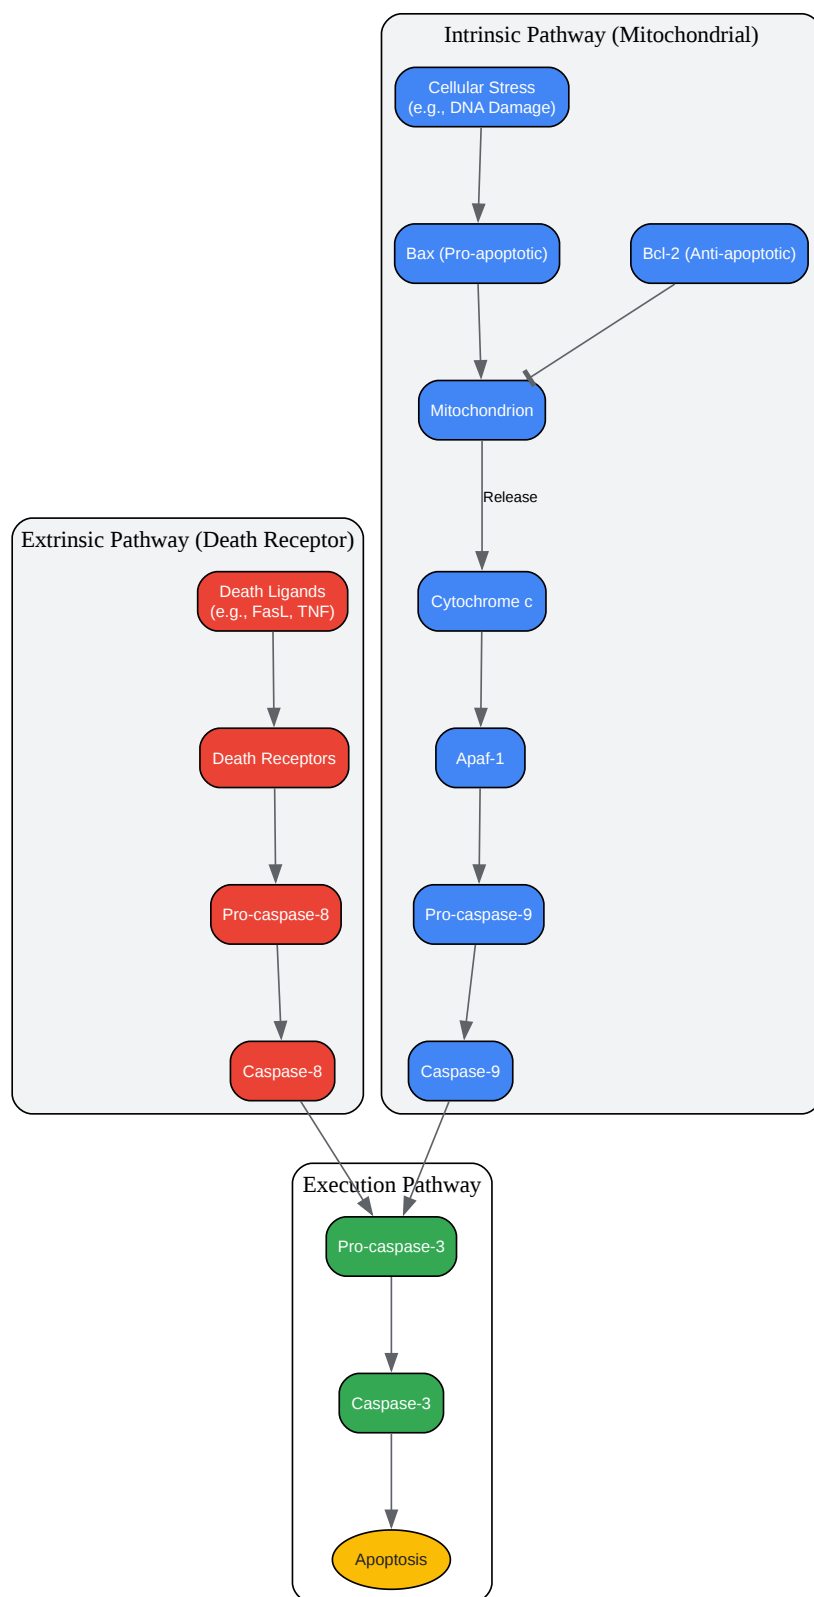 Intrinsic Pathway (Mitochondrial)
Cellular Stress
(e.g., DNA Damage)
Bax (Pro-apoptotic)
Bcl-2 (Anti-apoptotic)
Mitochondrion
Release
Extrinsic Pathway (Death Receptor)
Death Ligands
(e.g., FasL, TNF)
Cytochrome c
Death Receptors
Apaf-1
Pro-caspase-8
Pro-caspase-9
Caspase-8
Caspase-9
Execution Pathway
Pro-caspase-3
Caspase-3
Apoptosis